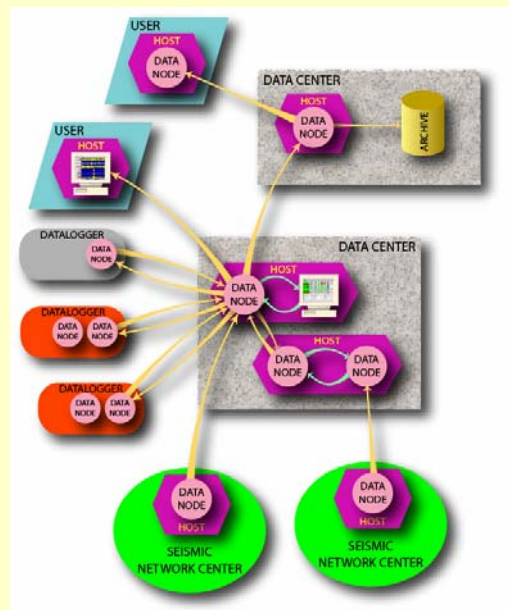 USER
HOST
DATA
NODE
DATA CENTER
HOST
DATA
NODE
ARCHIVE
USER
HOST
DATALOGGER
DATA
NODE
DATA CENTER
HOST
DATA
NODE
DATALOGGER
DATA
NODE
DATA
NODE
HOST
DATA
NODE
DATA
NODE
DATALOGGER
DATA
NODE
DATA
NODE
DATA
NODE
HOST
SEISMIC
NETWORK CENTER
DATA
NODE
HOST
SEISMIC
NETWORK CENTER